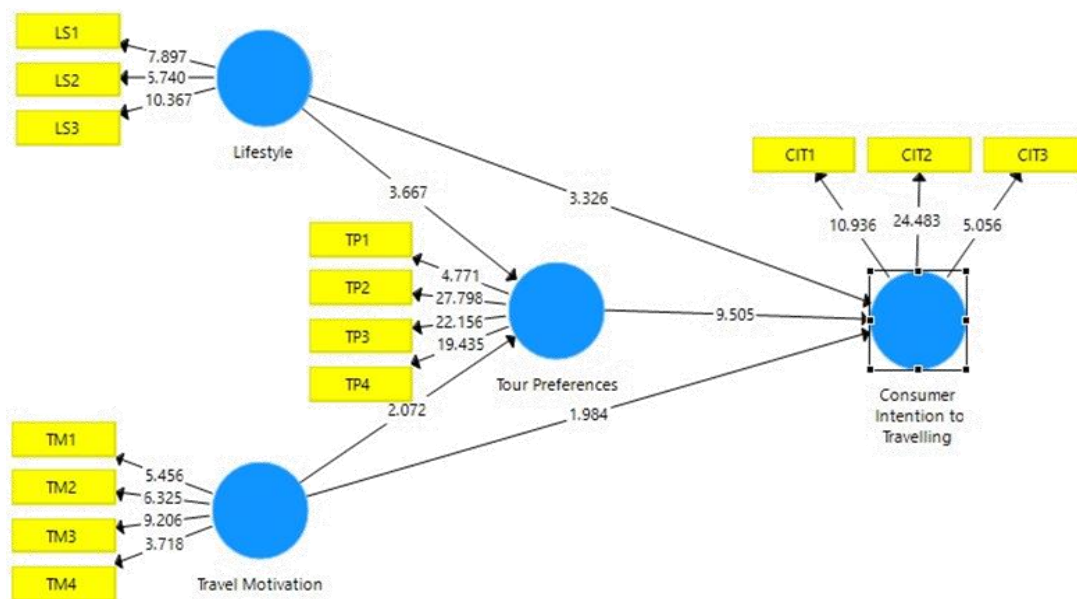 LS1
7.897
LS2
5.740
LS3
10.367
Lifestyle
3.667
3.326
CIT1
CIT2
CIT3
10.936
24.483
5.056
TP1
4.771
TP2
27.798
TP3
22.156
TP4
19.435
Tour Preferences
9.505
Consumer
Intention to
Travelling
2.072
1.984
TM1
5.456
TM2
6.325
TM3
9.206
TM4
3.718
Travel Motivation